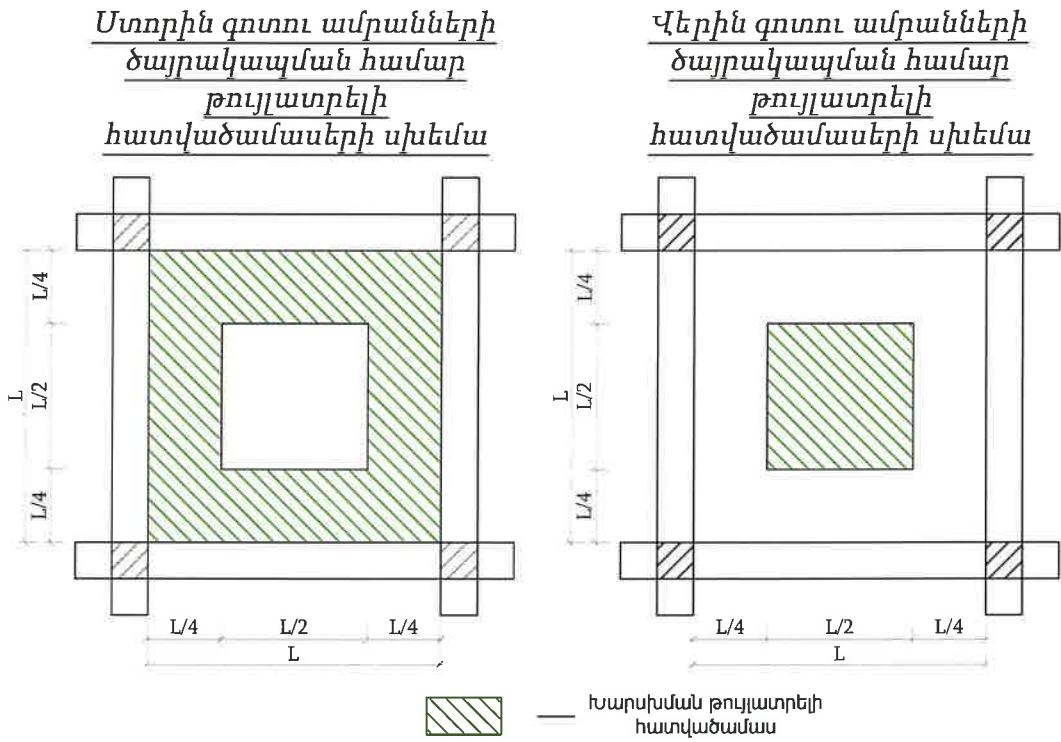 Ստորին գոտու ամրանների
ծայրակապման համար
թույլատրելի
հատվածամասերի սխեմա
Վերին գոտու ամրանների
ծայրակապման համար
թույլատրելի
հատվածամասերի սխեմա
L/4
L/2
L
L/4
L/4
L/2
L/4
L
L/4
L/2
L
L/4
L/4
L/2
L/4
L
Խարսխման թույլատրելի
հատվածամաս